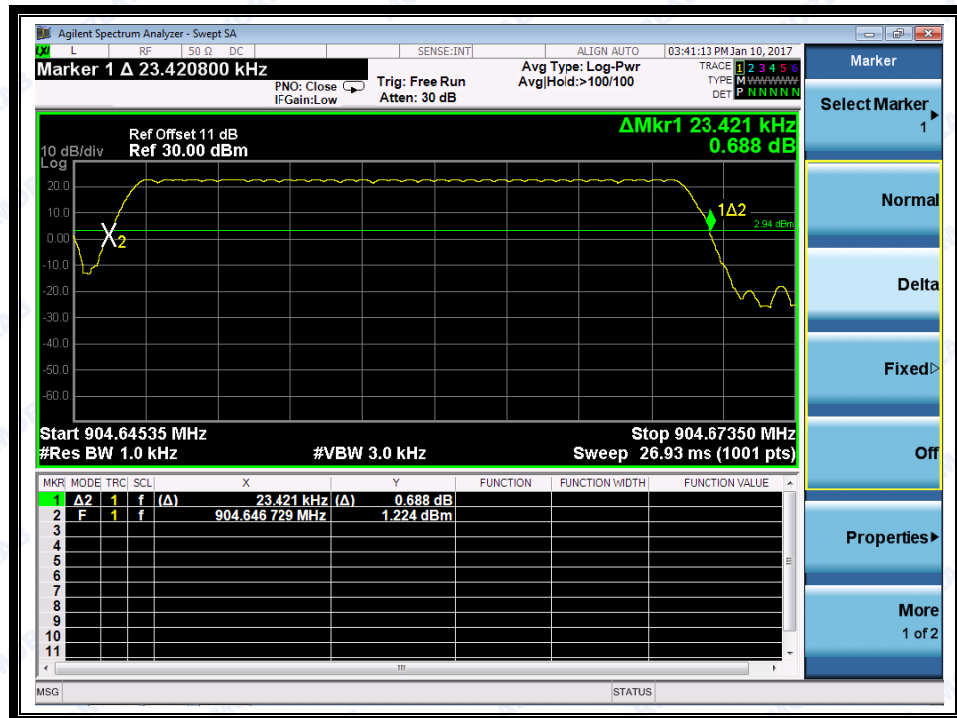 Agilent Spectrum Analyzer - Swept SA
LXI L RF 50 Ω DC SENSE:INT ALIGN AUTO 03:41:13 PM Jan 10, 2017
Marker 1 Δ 23.420800 kHz
PNO: Close
IFGain:Low
Trig: Free Run
Atten: 30 dB
Avg Type: Log-Pwr
Avg|Hold:>100/100
TRACE 1 2 3 4 5 6
TYPE M W W W W W
DET P N N N N N
ΔMkr1 23.421 kHz
0.688 dB
Ref Offset 11 dB
10 dB/div Ref 30.00 dBm
Log
20.0
10.0
0.00
-10.0
-20.0
-30.0
-40.0
-50.0
-60.0
1Δ2
2.94 dBm
2
Start 904.64535 MHz Stop 904.67350 MHz
#Res BW 1.0 kHz #VBW 3.0 kHz Sweep 26.93 ms (1001 pts)
MKR MODE TRC SCL X Y FUNCTION FUNCTION WIDTH FUNCTION VALUE
1 Δ2 1 f (Δ) 23.421 kHz (Δ) 0.688 dB
2 F 1 f 904.646 729 MHz 1.224 dBm
3
4
5
6
7
8
9
10
11
MSG STATUS
Marker
Select Marker
1
Normal
Delta
Fixed
Off
Properties
More
1 of 2